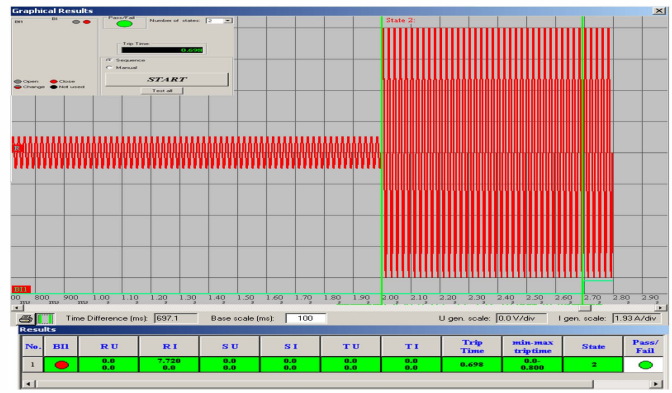 Graphical Results
BI
Pass/Fail
Number of states:
2
State 2:
Trip Time
0.698
Sequence
Manual
START
Test all
Open
Close
Change
Not used
R
BI1
00 800 900 1.00 1.10 1.20 1.30 1.40 1.50 1.60 1.70 1.80 1.90 2.00 2.10 2.20 2.30 2.40 2.50 2.60 2.70 2.80 2.90
Time Difference (ms): 697.1 Base scale (ms): 100 U gen. scale: 0.0 V/div I gen. scale: 1.93 A/div
Results
No. BI1 R U R I S U S I T U T I Trip Time min-max triptime State Pass/Fail
1 0.0 7.720 0.0 0.0 0.0 0.0 0.698 0.0- 2
0.0 0.0 0.0 0.0 0.0 0.0 0.800